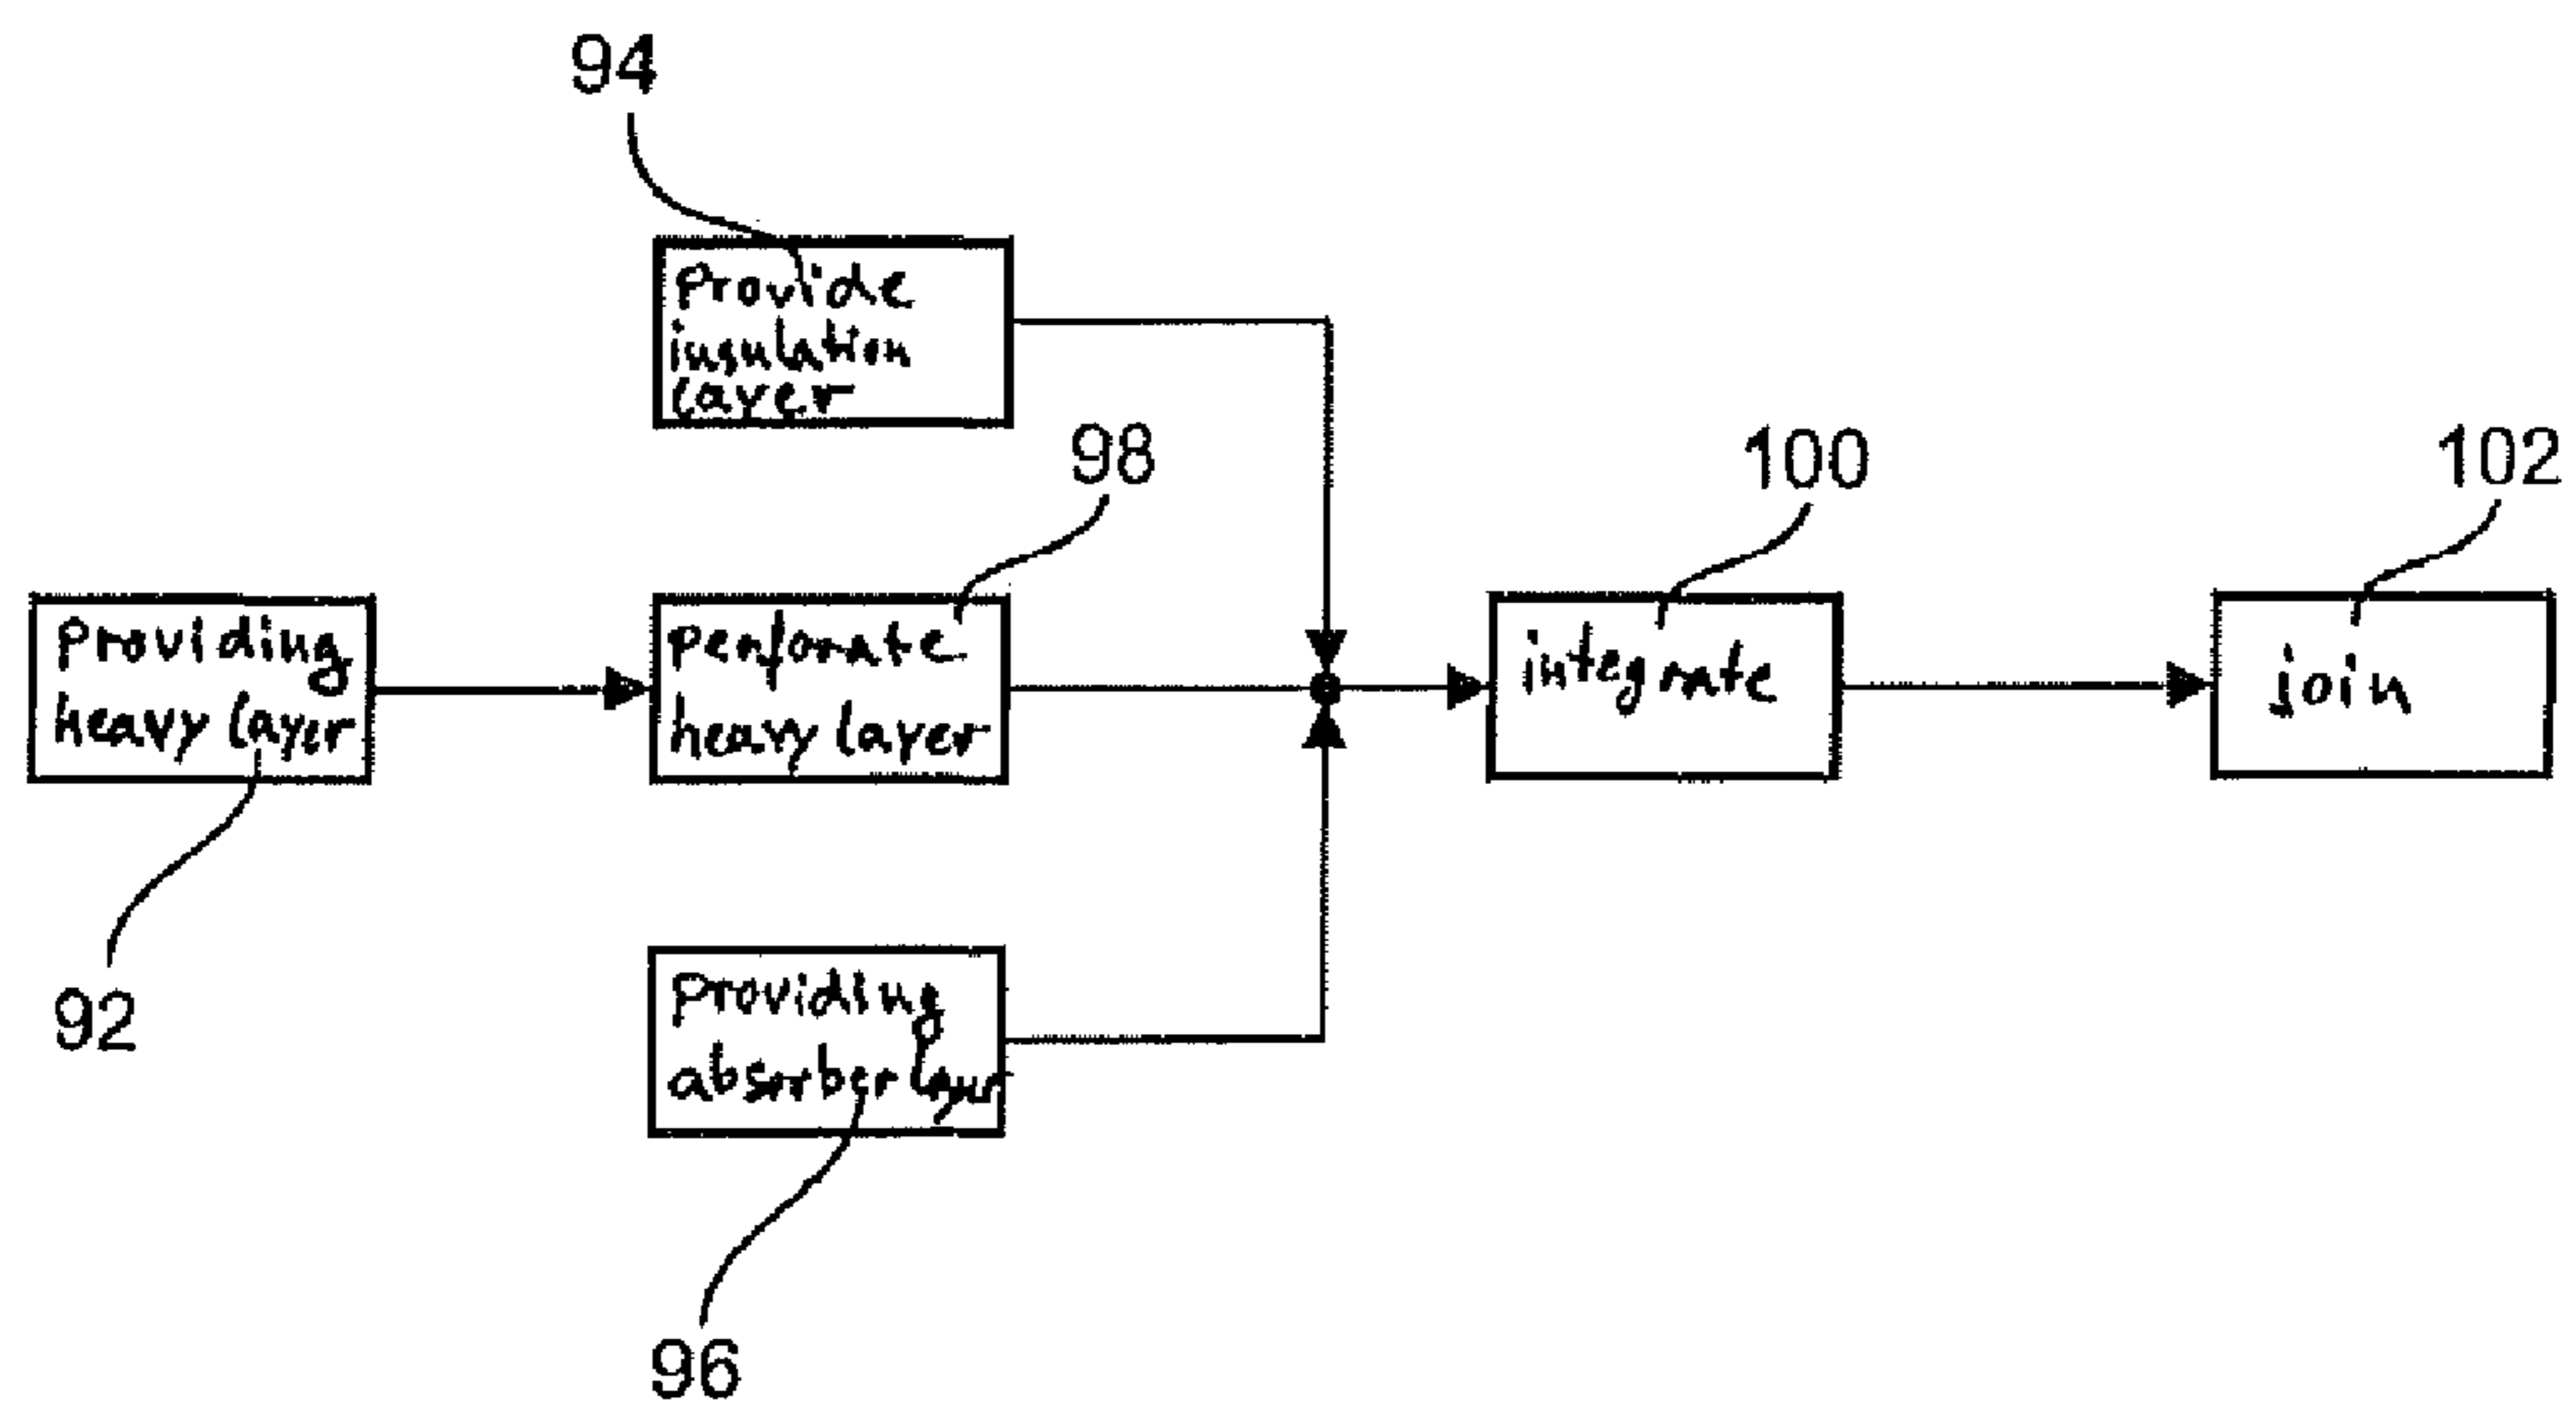 94
Provide
insulation
layer
98
100
102
Providing
heavy layer
perforate
heavy layer
integrate
join
92
Providing
absorber layer
96